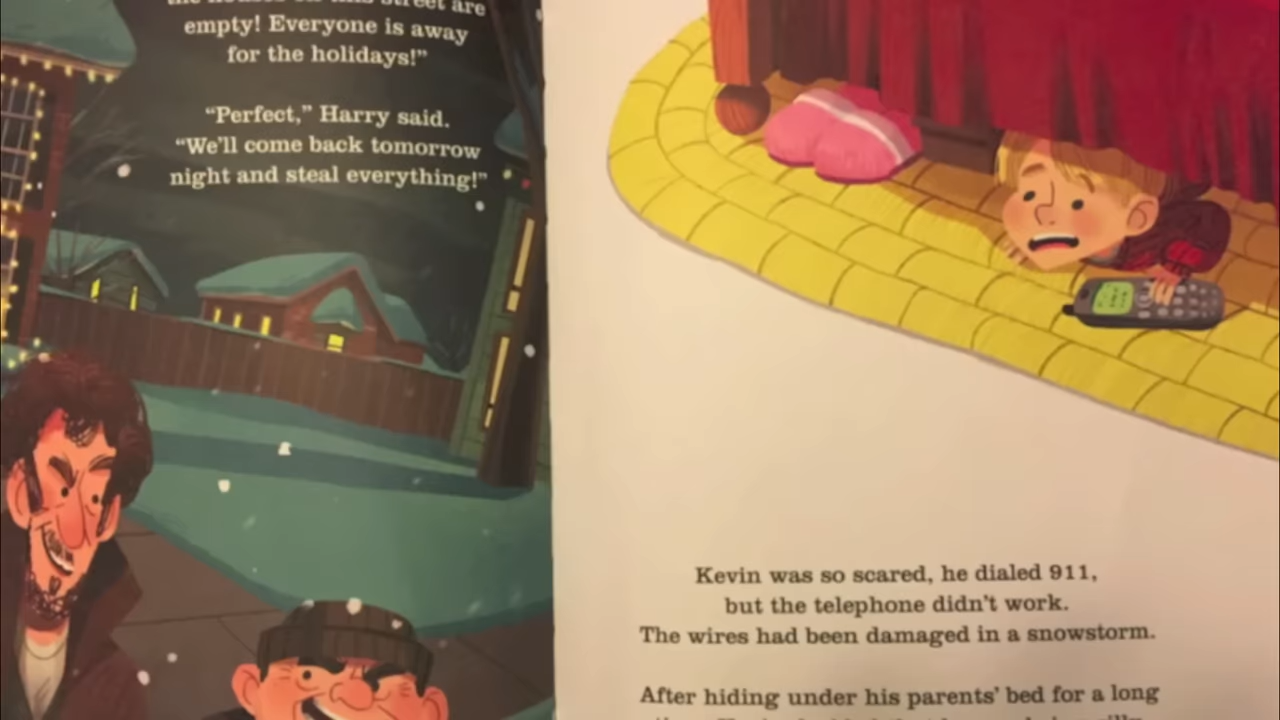 street are
empty! Everyone is away
for the holidays!”
“Perfect,” Harry said.
“We’ll come back tomorrow
night and steal everything!”
Kevin was so scared, he dialed 911,
but the telephone didn’t work.
The wires had been damaged in a snowstorm.
After hiding under his parents’ bed for a long